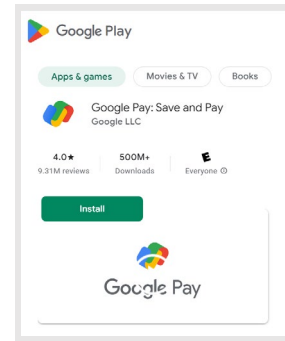 Google Play
Apps & games Movies & TV Books
Google Pay: Save and Pay
Google LLC
4.0★ 500M+ E
9.31M reviews Downloads Everyone ⓘ
Install
Google Pay